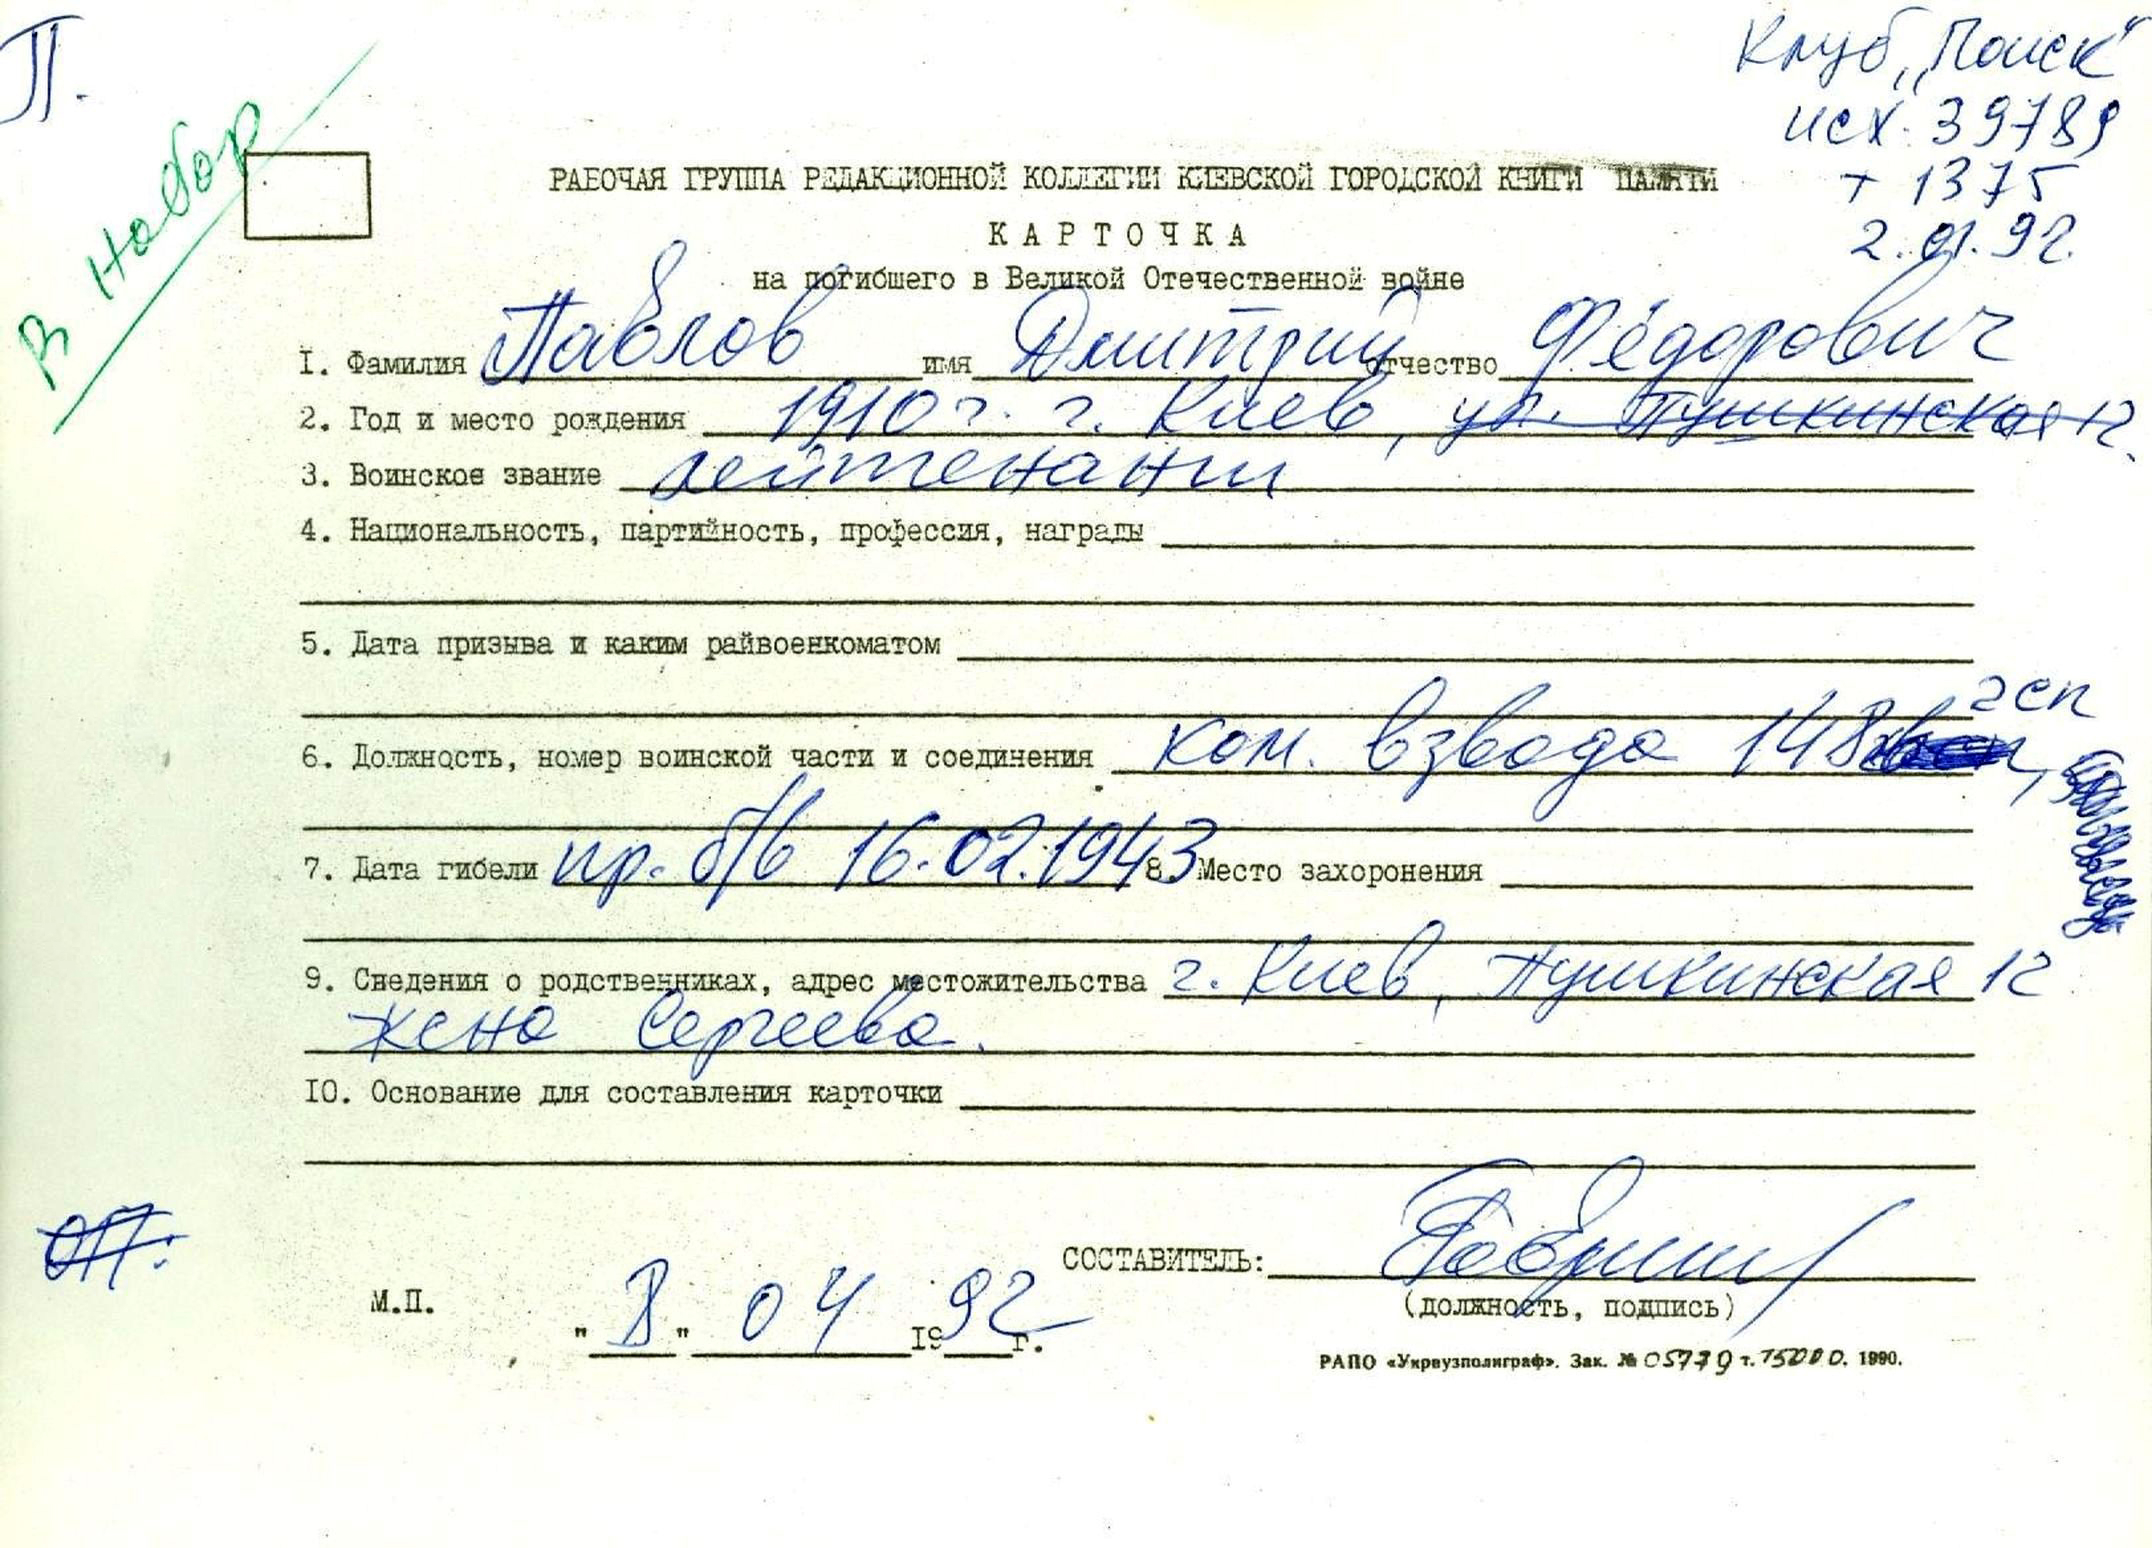 П.
Клуб „Поиск"
исх. 39789
т 1375
2.01.92.
В набор
РАБОЧАЯ ГРУППА РЕДАКЦИОННОЙ КОЛЛЕГИИ КИЕВСКОЙ ГОРОДСКОЙ КНИГИ ПАМЯТИ
КАРТОЧКА
на погибшего в Великой Отечественной войне
1. Фамилия Павлов имя Дмитрий отчество Фёдорович
2. Год и место рождения 1910 г. г. Киев, ул. Пушкинская 12.
3. Воинское звание лейтенант
4. Национальность, партийность, профессия, награды
5. Дата призыва и каким райвоенкоматом
гсп
6. Должность, номер воинской части и соединения ком. взвода 148
7. Дата гибели пр. б/в 16.02.1943 8. Место захоронения
9. Сведения о родственниках, адрес местожительства г. Киев, Пушкинская 12
жена Сергеева.
10. Основание для составления карточки
СОСТАВИТЕЛЬ:
(должность, подпись)
М.П.
" 8 " 04 1992 г.
РАПО «Укрвузполиграф». Зак. № 05779 т. 15000. 1990.